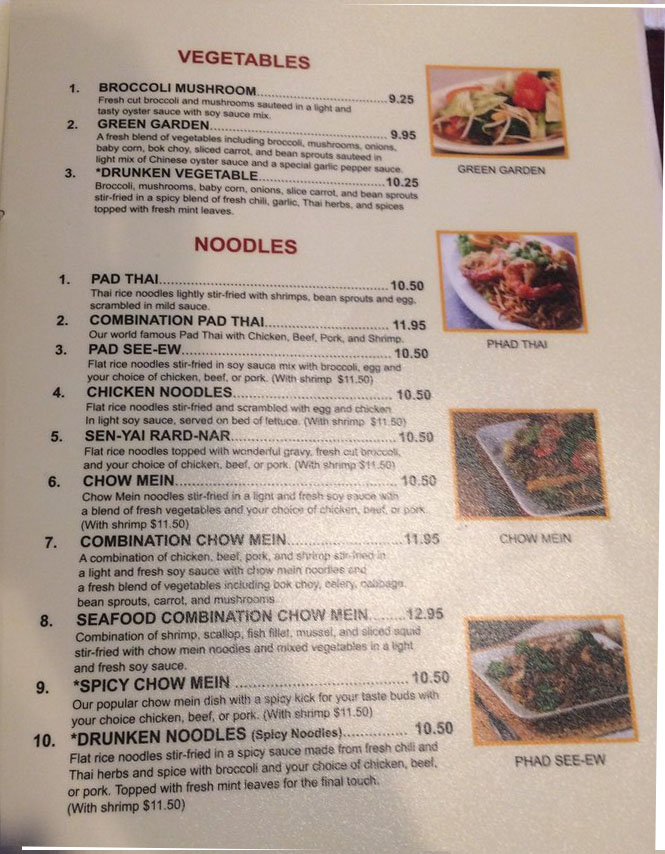 VEGETABLES
1. BROCCOLI MUSHROOM................................9.25
Fresh cut broccoli and mushrooms sauteed in a light and
tasty oyster sauce with soy sauce mix.
2. GREEN GARDEN............................................ 9.95
A fresh blend of vegetables including broccoli, mushrooms, onions,
baby corn, bok choy, sliced carrot, and bean sprouts sauteed in
light mix of Chinese oyster sauce and a special garlic pepper sauce.
3. *DRUNKEN VEGETABLE...............................10.25
Broccoli, mushrooms, baby corn, onions, slice carrot, and bean sprouts
stir-fried in a spicy blend of fresh chili, garlic, Thai herbs, and spices
topped with fresh mint leaves.
GREEN GARDEN
NOODLES
1. PAD THAI....................................................... 10.50
Thai rice noodles lightly stir-fried with shrimps, bean sprouts and egg,
scrambled in mild sauce.
2. COMBINATION PAD THAI.............................. 11.95
Our world famous Pad Thai with Chicken, Beef, Pork, and Shrimp.
3. PAD SEE-EW................................................... 10.50
Flat rice noodles stir-fried in soy sauce mix with broccoli, egg and
your choice of chicken, beef, or pork. (With shrimp $11.50)
4. CHICKEN NOODLES...................................... 10.50
Flat rice noodles stir-fried and scrambled with egg and chicken
In light soy sauce, served on bed of lettuce. (With shrimp $11.50)
5. SEN-YAI RARD-NAR.......................................10.50
Flat rice noodles topped with wonderful gravy, fresh cut broccoli,
and your choice of chicken, beef, or pork. (With shrimp $11.50)
6. CHOW MEIN.................................................... 10.50
Chow Mein noodles stir-fried in a light and fresh soy sauce with
a blend of fresh vegetables and your choice of chicken, beef, or pork.
(With shrimp $11.50)
7. COMBINATION CHOW MEIN...........................11.95
A combination of chicken, beef, pork, and shrimp stir-fried in
a light and fresh soy sauce with chow mein noodles and
a fresh blend of vegetables including bok choy, celery, cabbage,
bean sprouts, carrot, and mushrooms.
8. SEAFOOD COMBINATION CHOW MEIN.........12.95
Combination of shrimp, scallop, fish fillet, mussel, and sliced squid
stir-fried with chow mein noodles and mixed vegetables in a light
and fresh soy sauce.
9. *SPICY CHOW MEIN ........................................ 10.50
Our popular chow mein dish with a spicy kick for your taste buds with
your choice chicken, beef, or pork. (With shrimp $11.50)
10. *DRUNKEN NOODLES (Spicy Noodles)............... 10.50
Flat rice noodles stir-fried in a spicy sauce made from fresh chili and
Thai herbs and spice with broccoli and your choice of chicken, beef,
or pork. Topped with fresh mint leaves for the final touch.
(With shrimp $11.50)
PHAD THAI
CHOW MEIN
PHAD SEE-EW